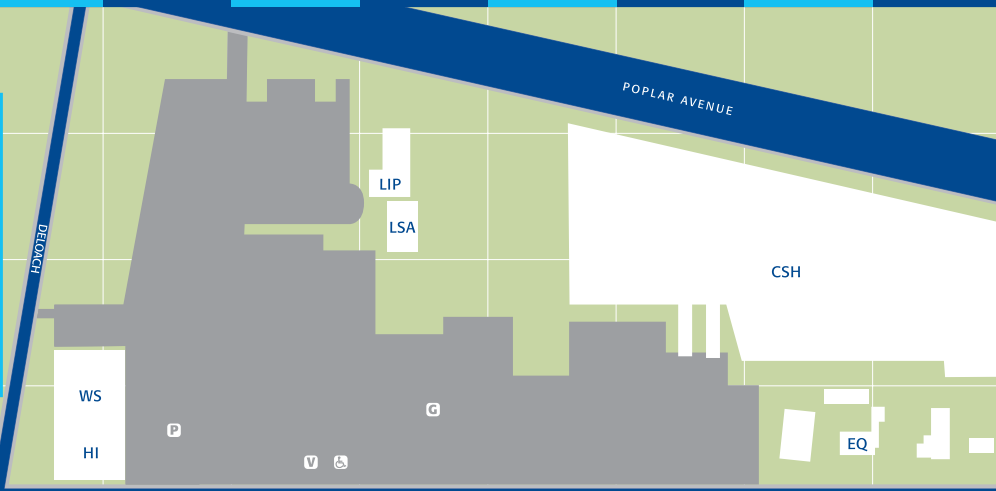 POPLAR AVENUE
LIP
LSA
DELOACH
CSH
WS
G
P
EQ
HI
V